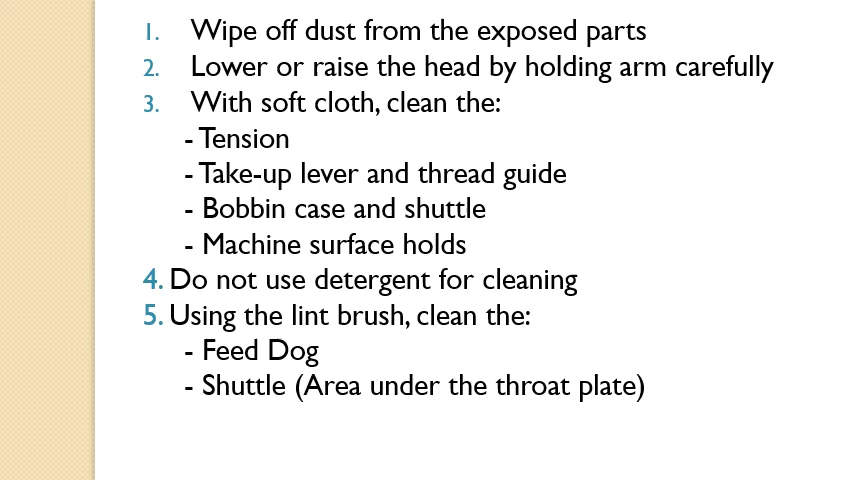 1. Wipe off dust from the exposed parts
2. Lower or raise the head by holding arm carefully
3. With soft cloth, clean the:
- Tension
- Take-up lever and thread guide
- Bobbin case and shuttle
- Machine surface holds
4. Do not use detergent for cleaning
5. Using the lint brush, clean the:
- Feed Dog
- Shuttle (Area under the throat plate)